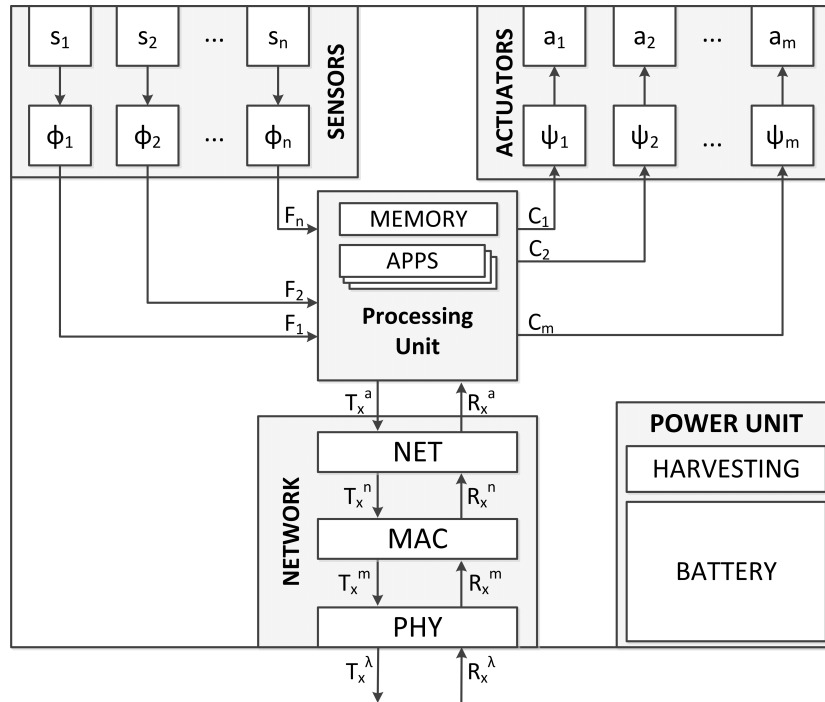 s₁ s₂ ... sₙ
ϕ₁ ϕ₂ ... ϕₙ
SENSORS
ACTUATORS
a₁ a₂ ... aₘ
ψ₁ ψ₂ ... ψₘ
Fₙ
F₂
F₁
MEMORY
APPS
Processing
Unit
C₁
C₂
Cₘ
Tₓᵃ Rₓᵃ
NETWORK
NET
Tₓⁿ Rₓⁿ
MAC
Tₓᵐ Rₓᵐ
PHY
Tₓ^λ Rₓ^λ
POWER UNIT
HARVESTING
BATTERY